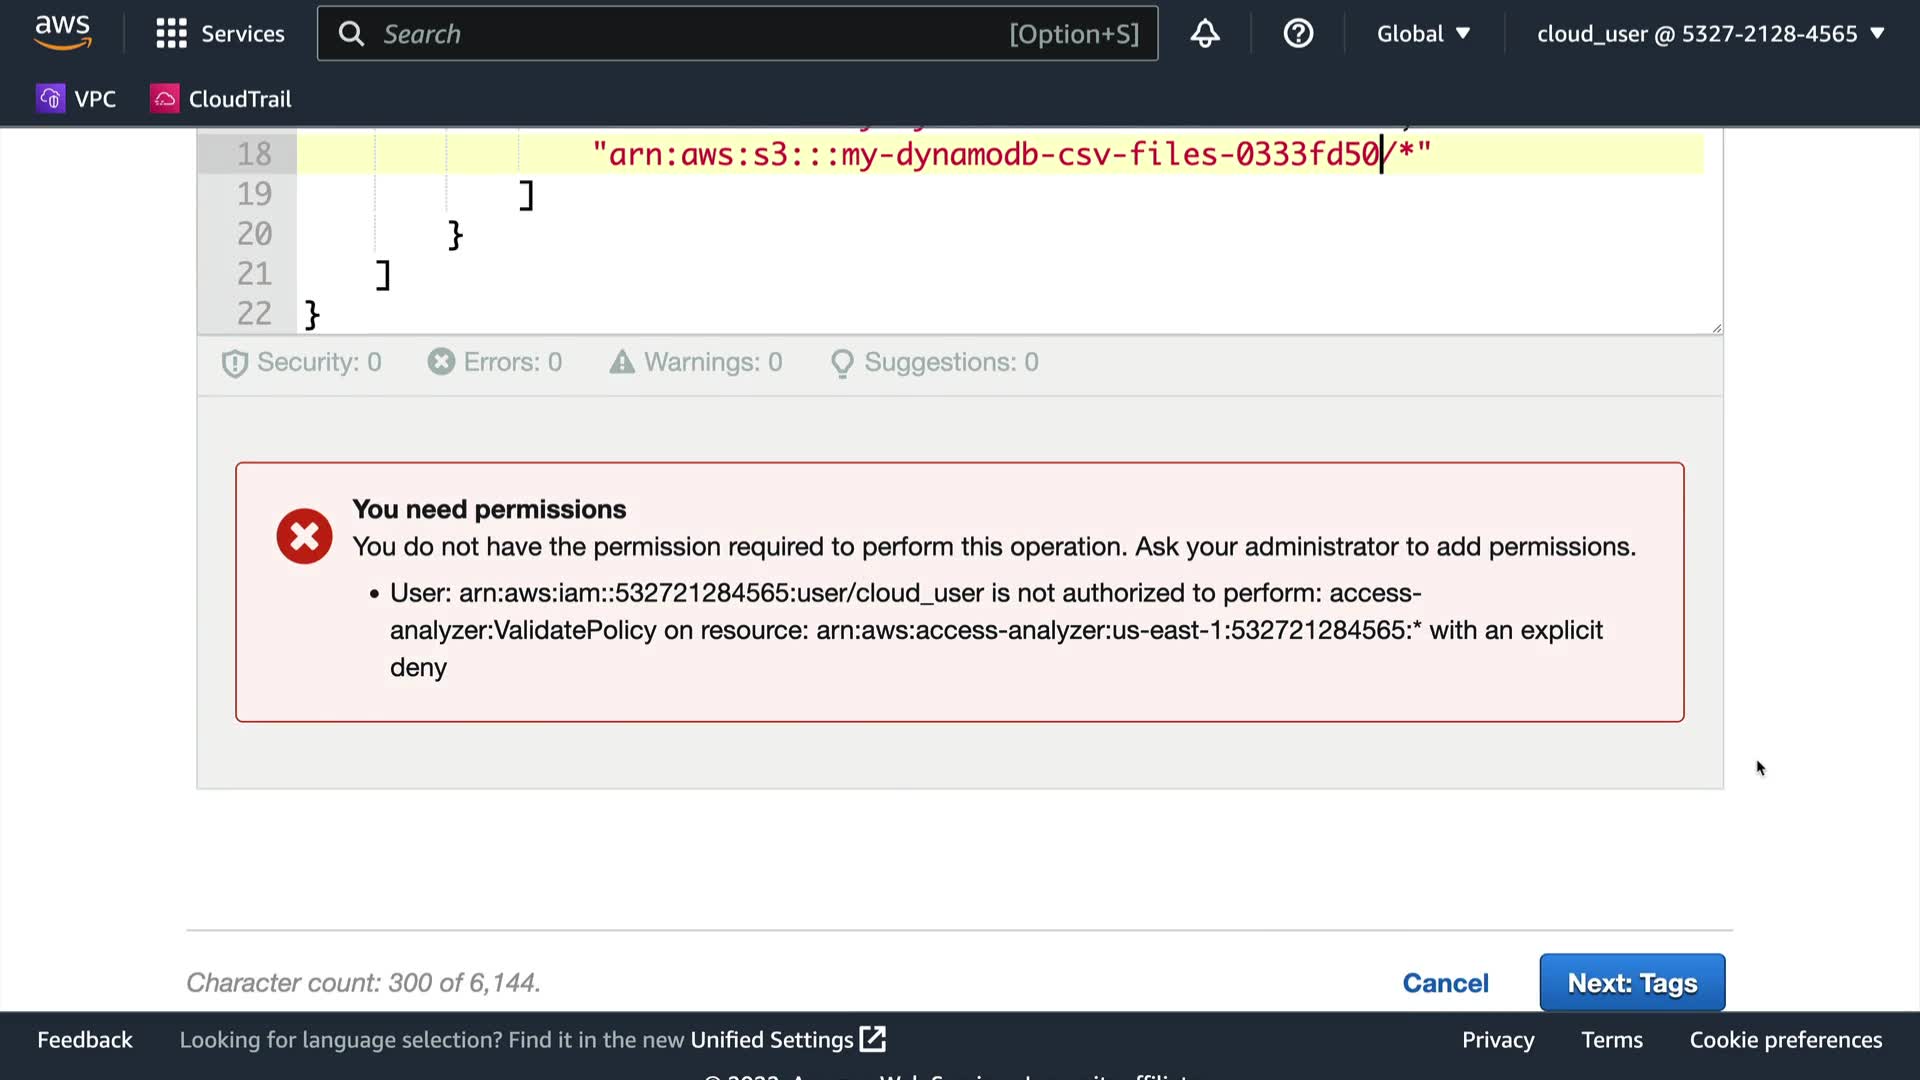 aws
Services
Search
[Option+S]
Global
cloud_user @ 5327-2128-4565
VPC
CloudTrail
18 "arn:aws:s3:::my-dynamodb-csv-files-0333fd50/*"
19 ]
20 }
21 ]
22 }
Security: 0
Errors: 0
Warnings: 0
Suggestions: 0
You need permissions
You do not have the permission required to perform this operation. Ask your administrator to add permissions.
• User: arn:aws:iam::532721284565:user/cloud_user is not authorized to perform: access-
analyzer:ValidatePolicy on resource: arn:aws:access-analyzer:us-east-1:532721284565:* with an explicit
deny
Character count: 300 of 6,144.
Cancel
Next: Tags
Feedback
Looking for language selection? Find it in the new Unified Settings
Privacy
Terms
Cookie preferences